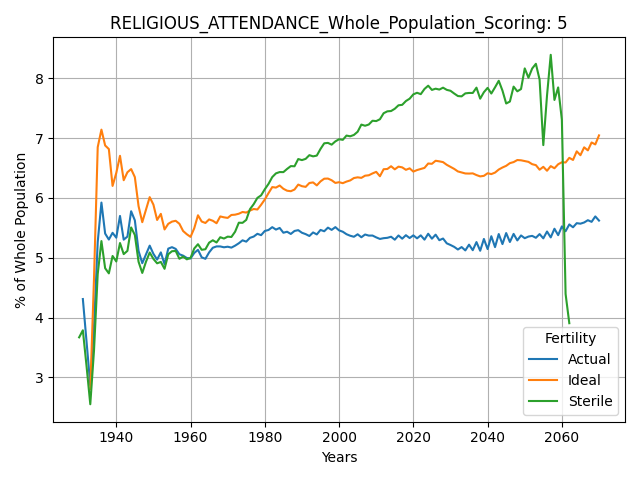 RELIGIOUS_ATTENDANCE_Whole_Population_Scoring: 5
% of Whole Population
8
7
6
5
4
3
1940 1960 1980 2000 2020 2040 2060
Years
Fertility
Actual
Ideal
Sterile